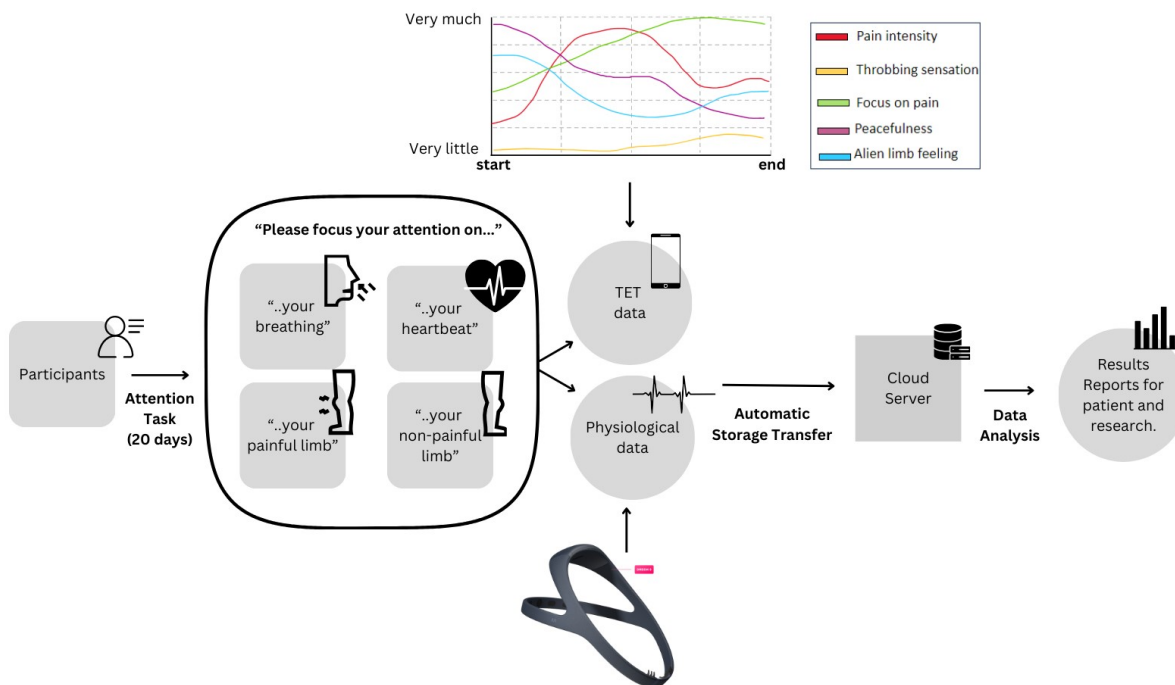 Very much
Very little
start
end
Pain intensity
Throbbing sensation
Focus on pain
Peacefulness
Alien limb feeling
“Please focus your attention on...”
“..your
breathing”
“..your
heartbeat”
“..your
painful limb”
“..your
non-painful
limb”
Participants
Attention
Task
(20 days)
TET
data
Physiological
data
Automatic
Storage Transfer
Cloud
Server
Data
Analysis
Results
Reports for
patient and
research.